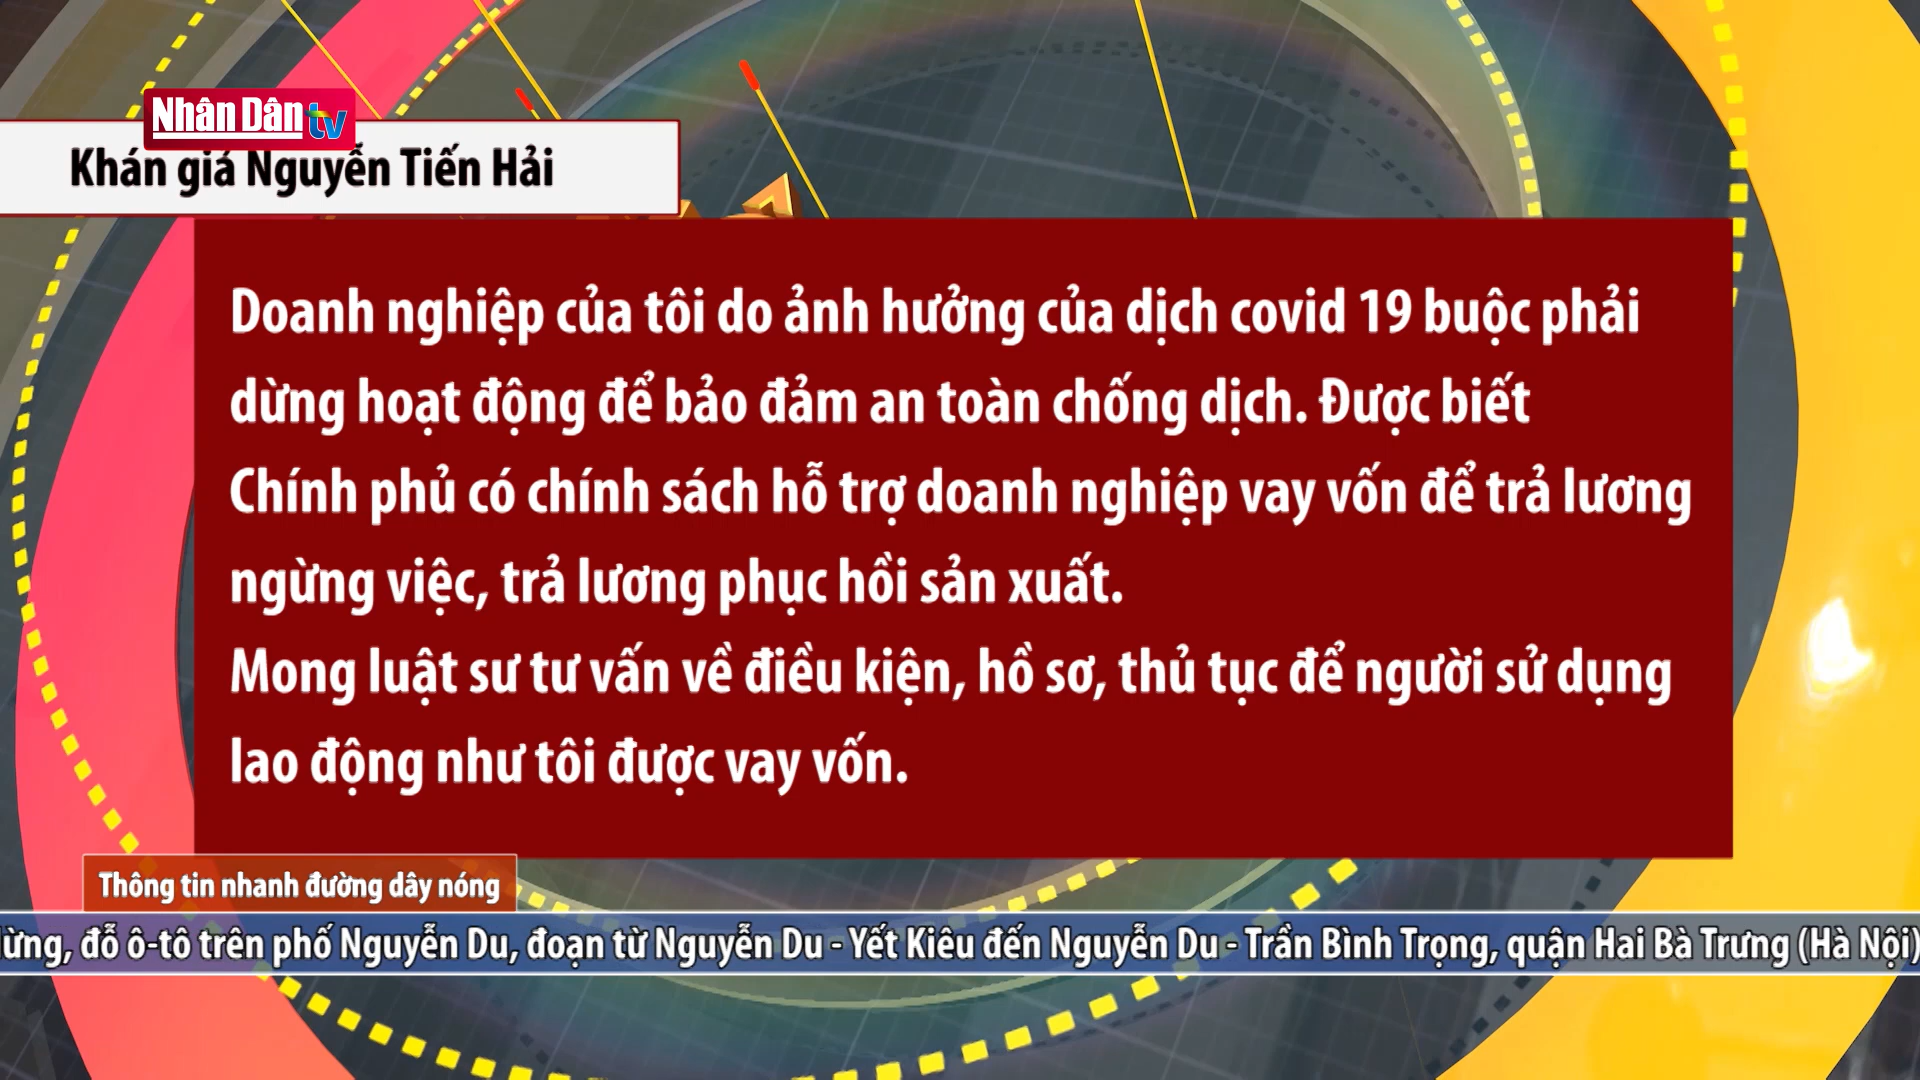 Nhân Dân tv
Khán giả Nguyễn Tiến Hải
Doanh nghiệp của tôi do ảnh hưởng của dịch covid 19 buộc phải
dừng hoạt động để bảo đảm an toàn chống dịch. Được biết
Chính phủ có chính sách hỗ trợ doanh nghiệp vay vốn để trả lương
ngừng việc, trả lương phục hồi sản xuất.
Mong luật sư tư vấn về điều kiện, hồ sơ, thủ tục để người sử dụng
lao động như tôi được vay vốn.
Thông tin nhanh đường dây nóng
ừng, đỗ ô-tô trên phố Nguyễn Du, đoạn từ Nguyễn Du - Yết Kiêu đến Nguyễn Du - Trần Bình Trọng, quận Hai Bà Trưng (Hà Nội)